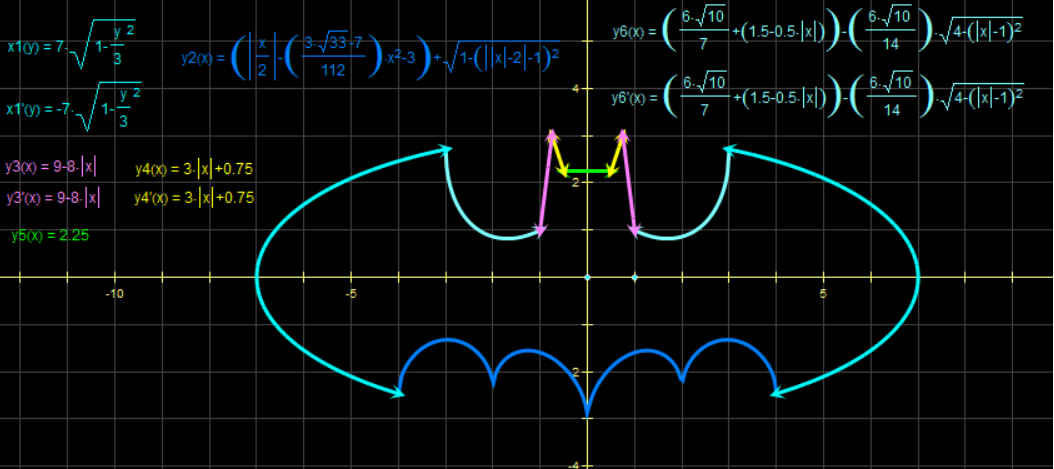 x1(y) = 7·√(1-y/3 ²)
x1'(y) = -7·√(1-y/3 ²)
y2(x) = (|x/2|-((3·√33-7)/112)·x²-3)+√(1-(||x|-2|-1)²)
y6(x) = (6·√10/7+(1.5-0.5·|x|))-(6·√10/14)·√(4-(|x|-1)²)
y6'(x) = (6·√10/7+(1.5-0.5·|x|))-(6·√10/14)·√(4-(|x|-1)²)
y3(x) = 9-8·|x|
y4(x) = 3·|x|+0.75
y3'(x) = 9-8·|x|
y4'(x) = 3·|x|+0.75
y5(x) = 2.25
4
2
-10
-5
5
-2
-4